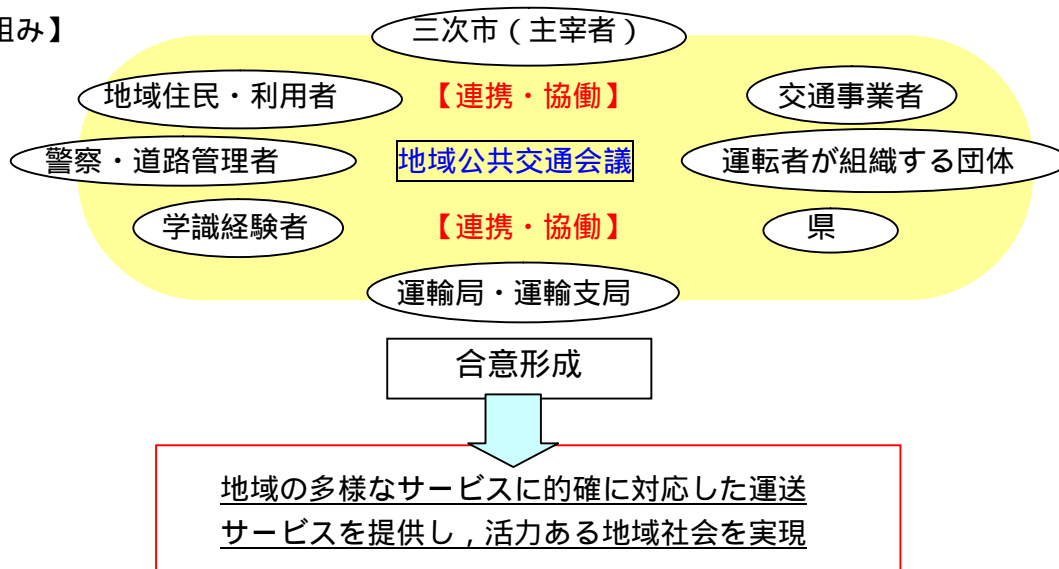 組み】
三次市（主宰者）
地域住民・利用者
【連携・協働】
交通事業者
警察・道路管理者
地域公共交通会議
運転者が組織する団体
学識経験者
【連携・協働】
県
運輸局・運輸支局
合意形成
地域の多様なサービスに的確に対応した運送
サービスを提供し，活力ある地域社会を実現